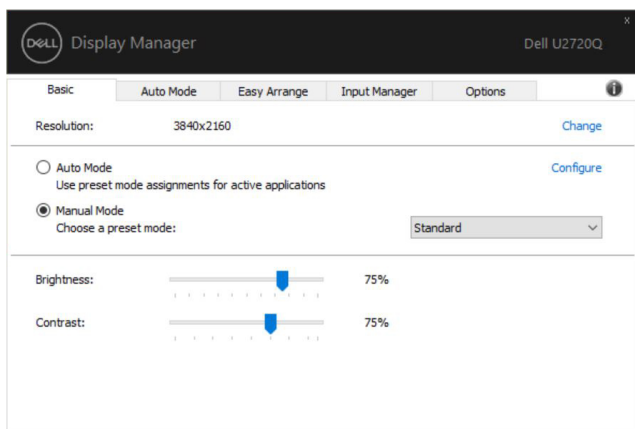 DELL Display Manager
Dell U2720Q
x
Basic Auto Mode Easy Arrange Input Manager Options i
Resolution: 3840x2160 Change
Auto Mode Configure
Use preset mode assignments for active applications
Manual Mode
Choose a preset mode: Standard
Brightness: 75%
Contrast: 75%